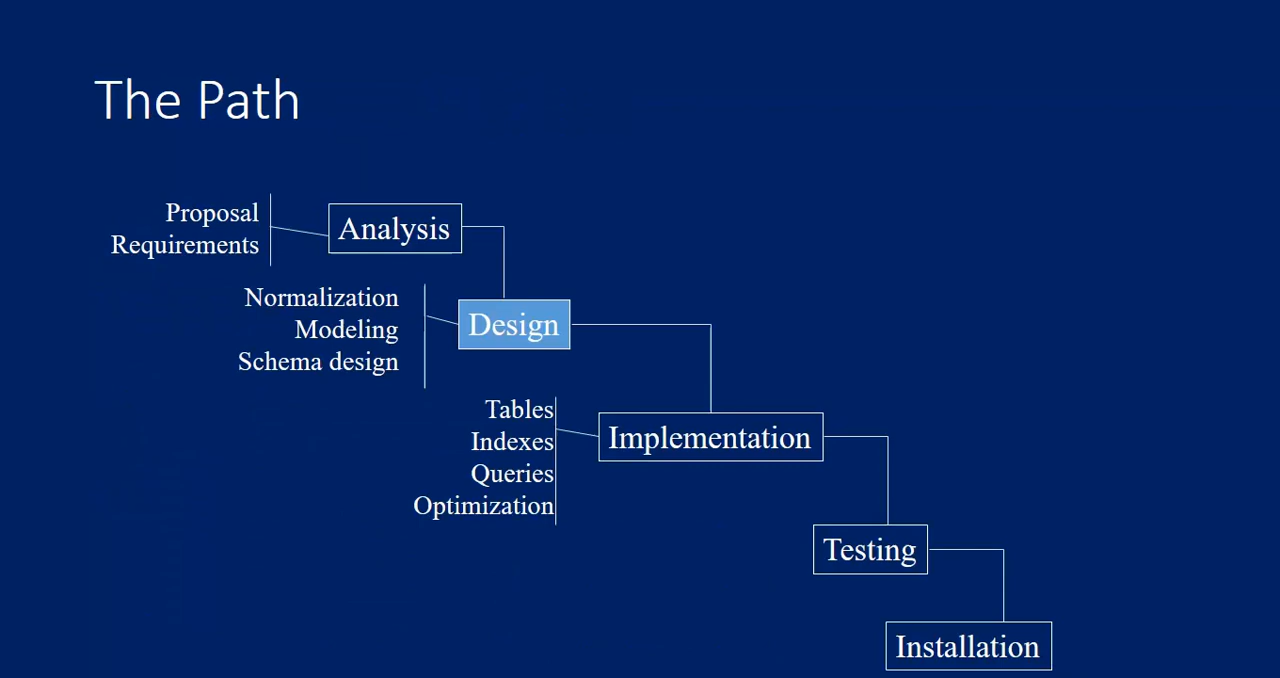 The Path
Proposal
Requirements
Analysis
Normalization
Modeling
Schema design
Design
Tables
Indexes
Queries
Optimization
Implementation
Testing
Installation